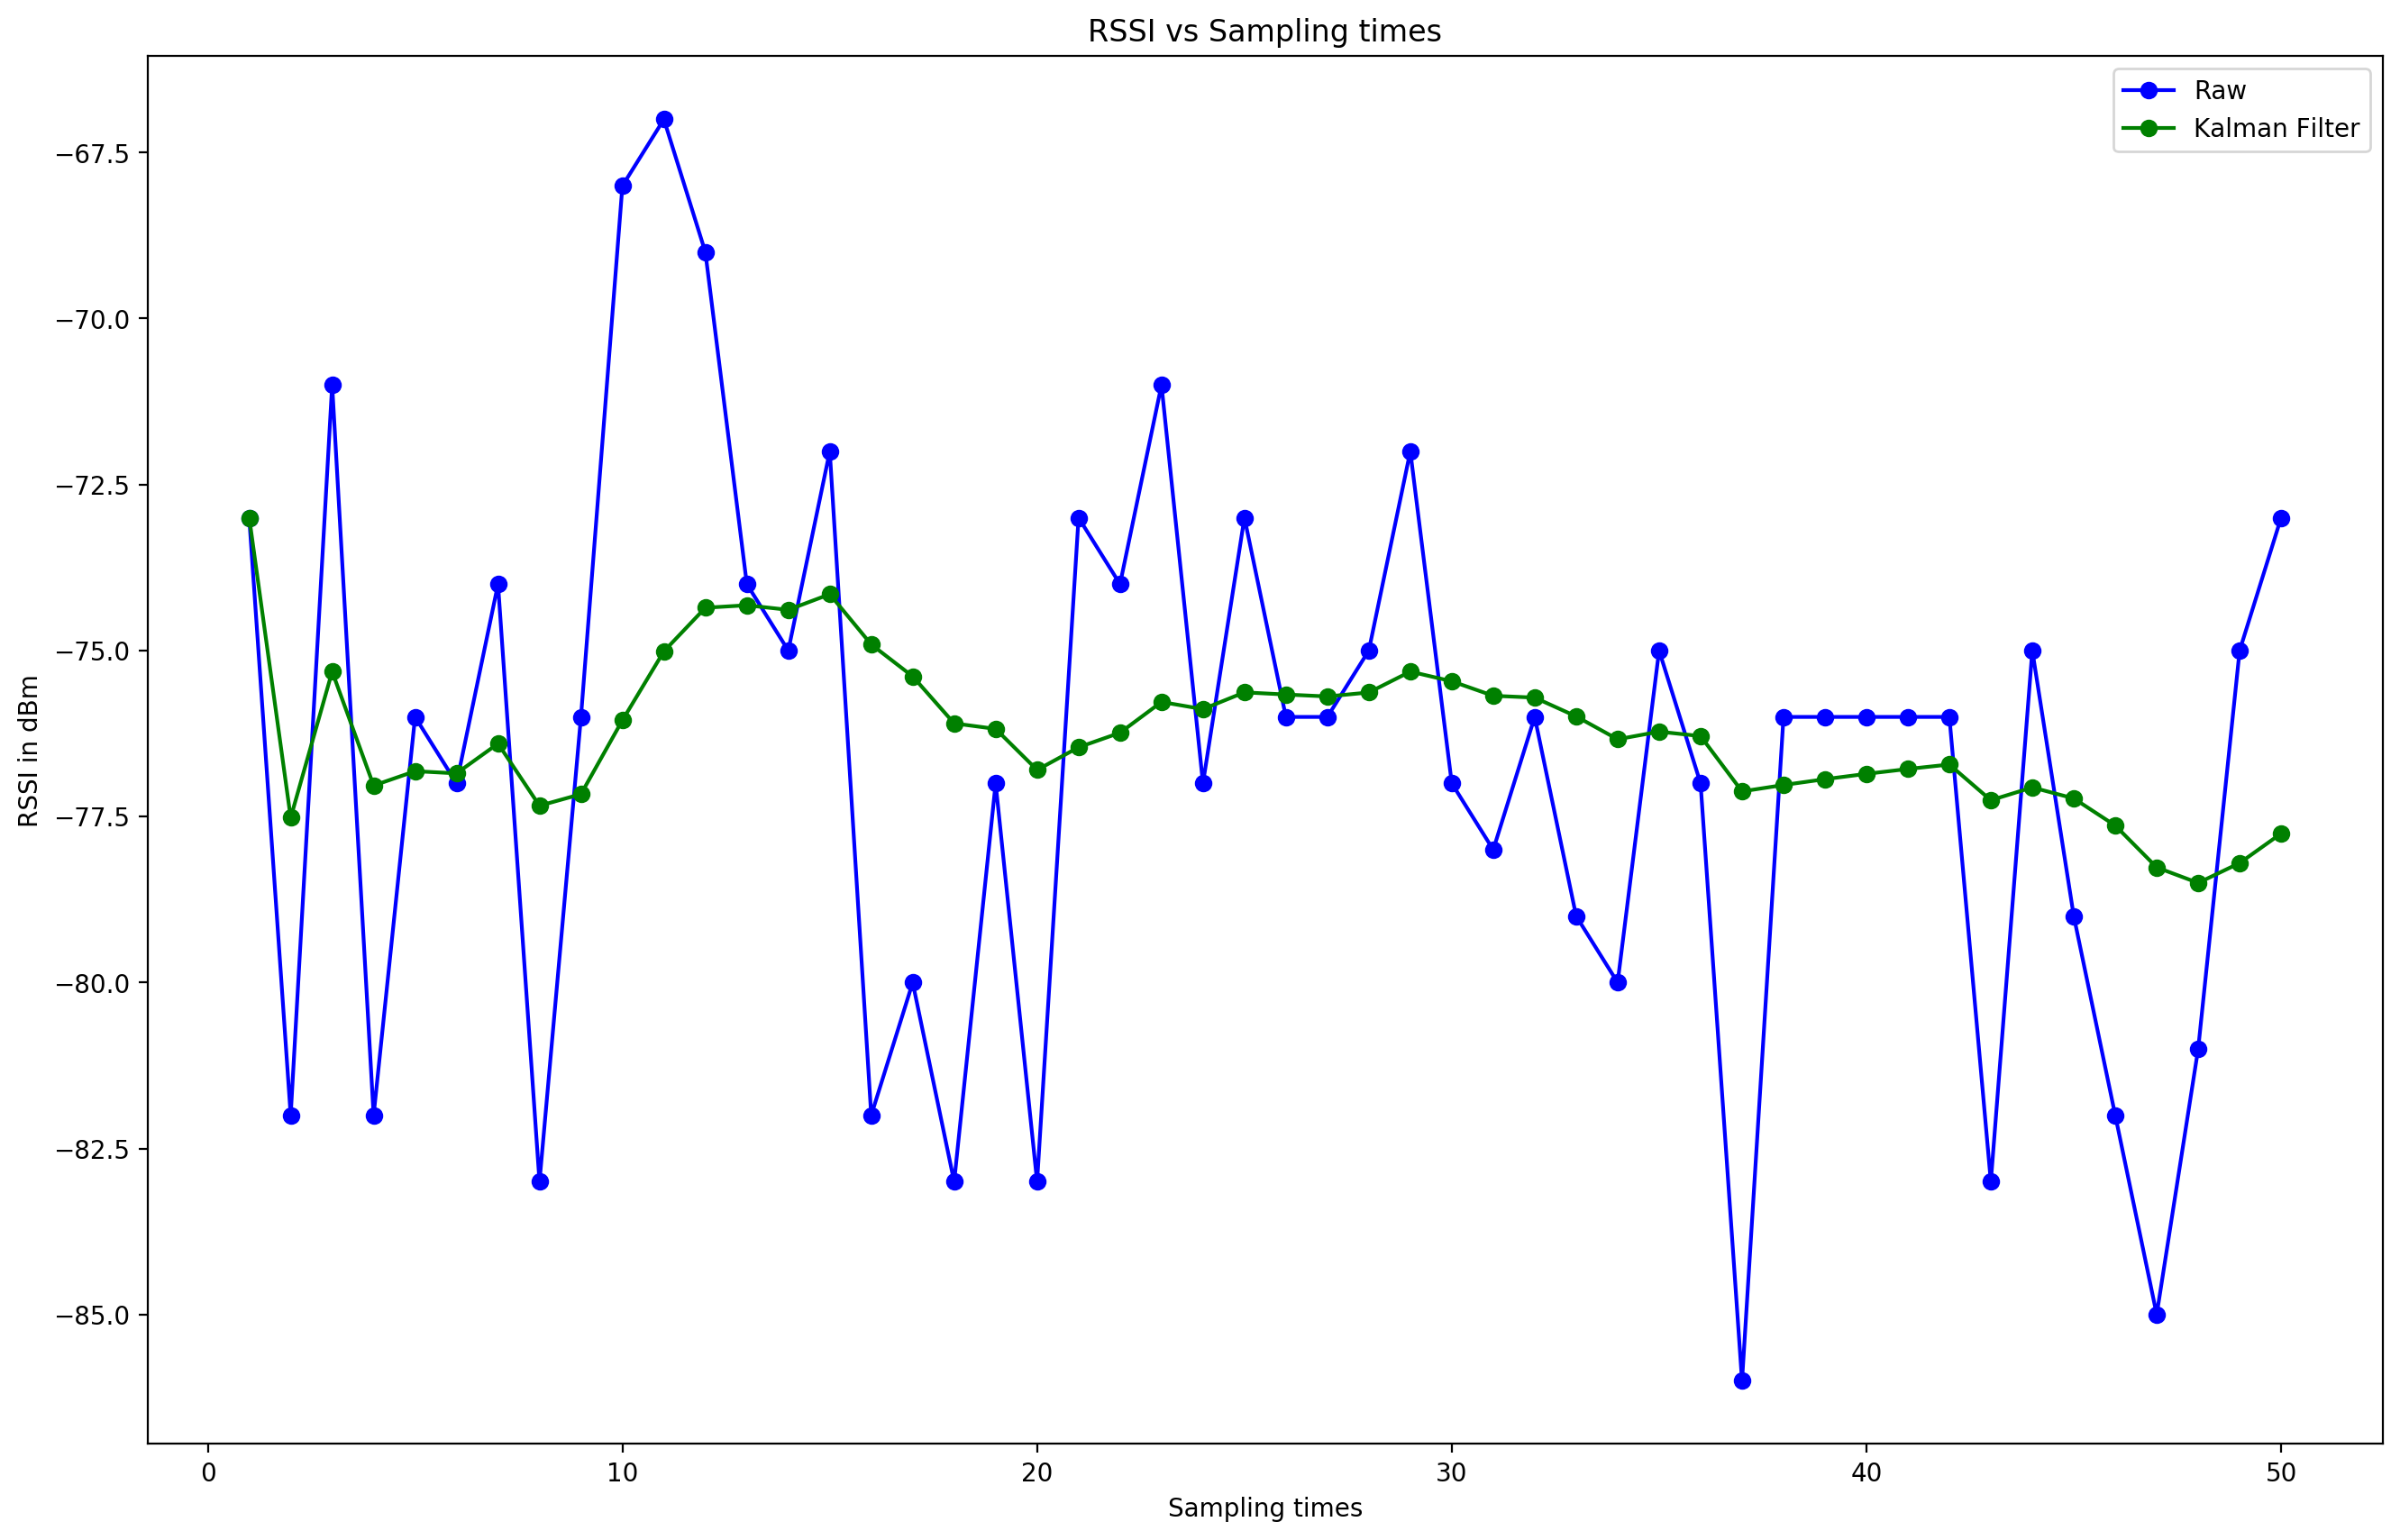 RSSI vs Sampling times
Raw
Kalman Filter
−67.5
−70.0
−72.5
−75.0
−77.5
−80.0
−82.5
−85.0
RSSI in dBm
0 10 20 30 40 50
Sampling times